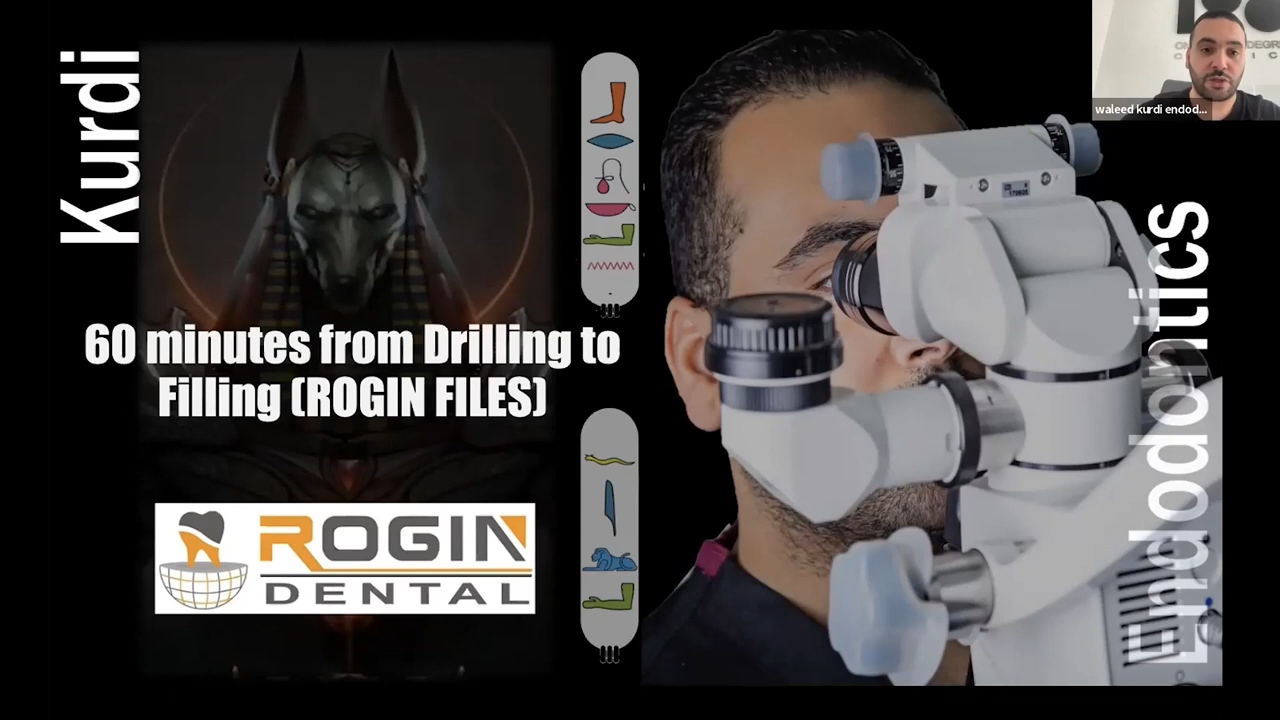 Kurdi
60 minutes from Drilling to
Filling (ROGIN FILES)
ROGIN
DENTAL
Endodontics
waleed kurdi endod...